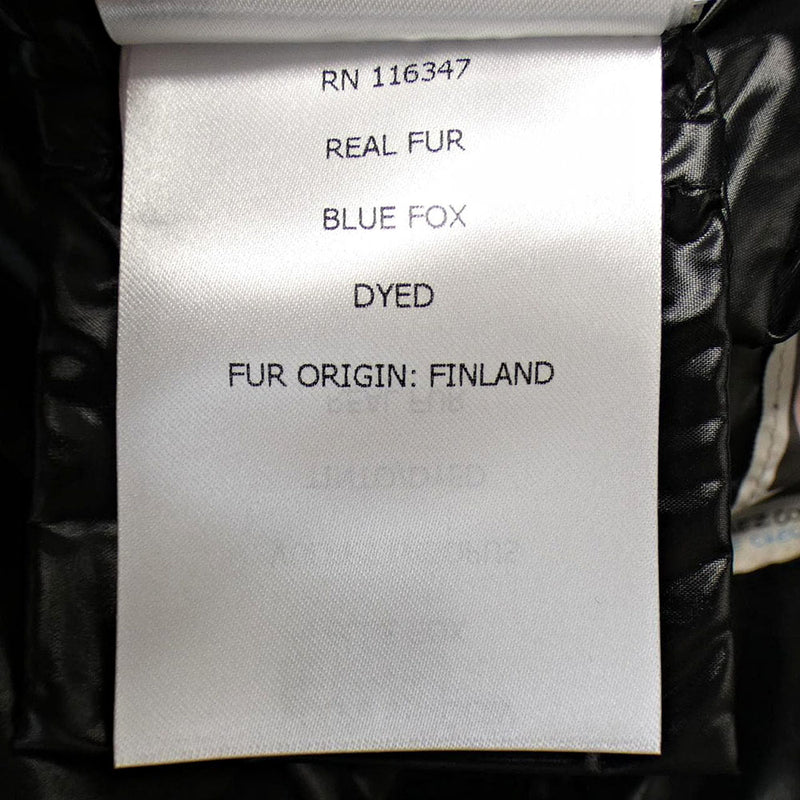 RN 116347
REAL FUR
BLUE FOX
DYED
FUR ORIGIN: FINLAND